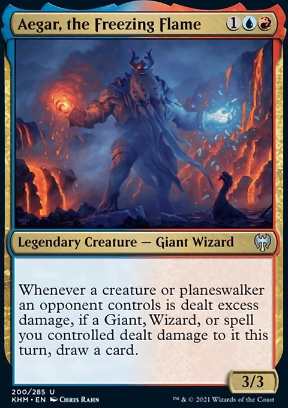 Aegar, the Freezing Flame 1
Legendary Creature — Giant Wizard
Whenever a creature or planeswalker
an opponent controls is dealt excess
damage, if a Giant, Wizard, or spell
you controlled dealt damage to it this
turn, draw a card.
3/3
200/285 U
KHM • EN CHRIS RAHN
™ & © 2021 Wizards of the Coast